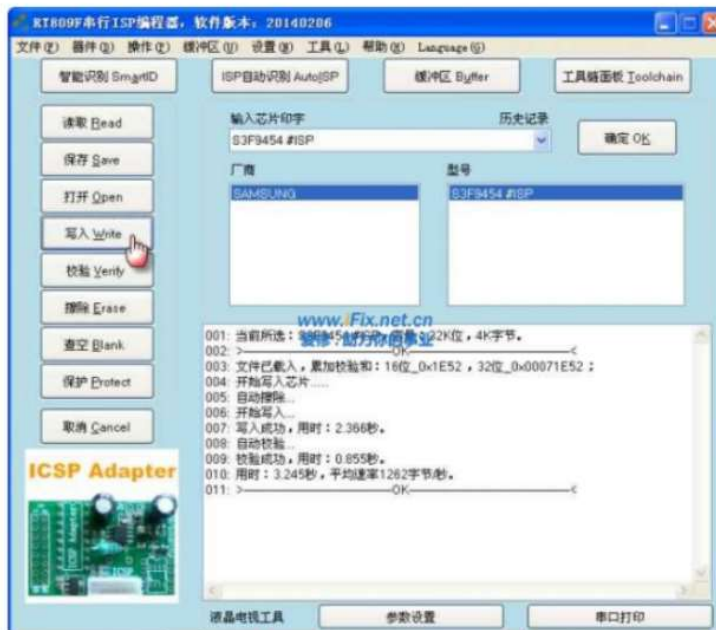 RT809F串行ISP编程器，软件版本：20140206
文件(F) 器件(D) 操作(P) 缓冲区(U) 设置(W) 工具(L) 帮助(X) Language(G)
智能识别 SmartID
ISP自动识别 AutoISP
缓冲区 Buffer
工具链面板 Toolchain
读取 Read
保存 Save
打开 Open
写入 Write
校验 Verify
擦除 Erase
查空 Blank
保护 Protect
取消 Cancel
输入芯片印字
历史记录
S3F9454 #ISP
确定 OK
厂商
型号
SAMSUNG
S3F9454 #ISP
www.iFix.net.cn
001: 当前所选：S3F9454 #ISP，容量：32K位，4K字节。
002: >————OK————<
003: 文件已载入，累加校验和：16位_0x1E52，32位_0x00071E52；
004: 开始写入芯片.....
005: 自动擦除...
006: 开始写入...
007: 写入成功，用时：2.366秒。
008: 自动校验...
009: 校验成功，用时：0.855秒。
010: 用时：3.245秒，平均速率1262字节/秒。
011: >————OK————<
ICSP Adapter
ICSP Adapter
ICSP
液晶电视工具
参数设置
串口打印